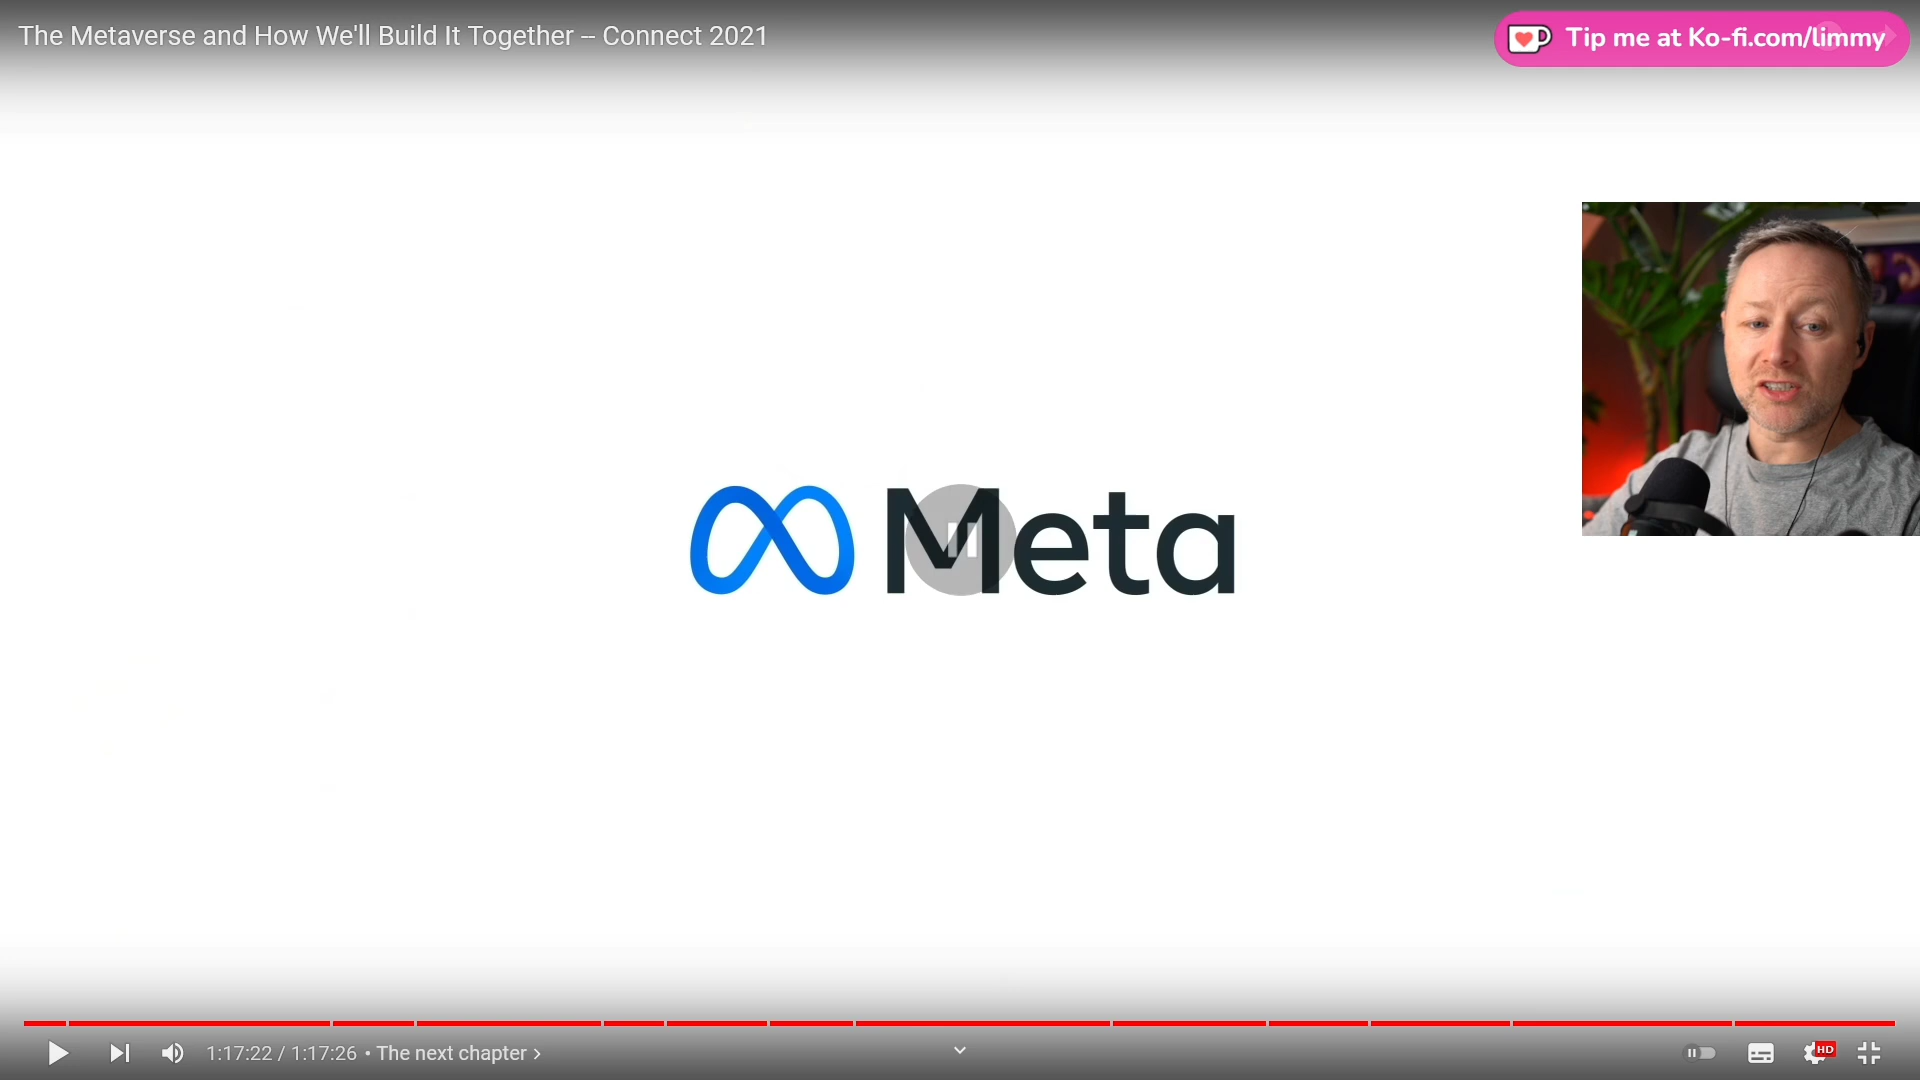 The Metaverse and How We'll Build It Together -- Connect 2021
Tip me at Ko-fi.com/limmy
Meta
1:17:22 / 1:17:26 • The next chapter
HD